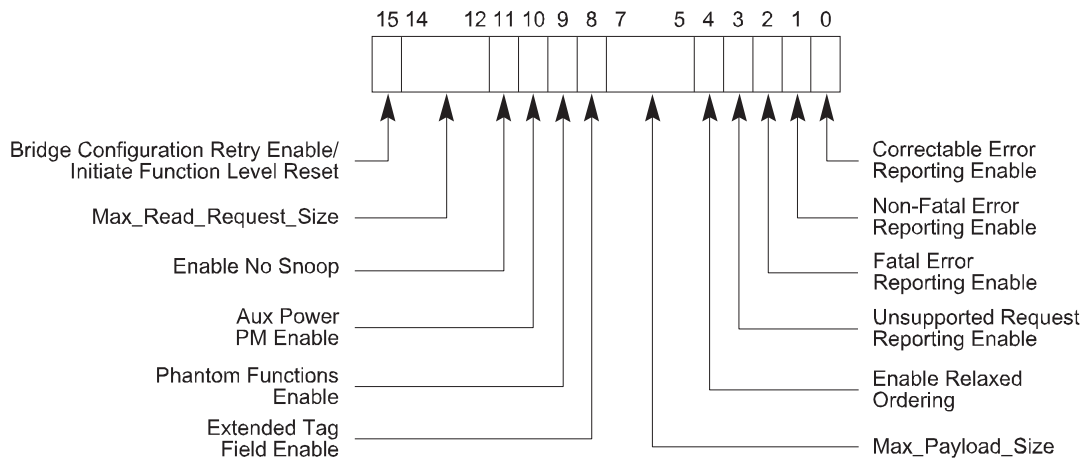 15 14 12 11 10 9 8 7 5 4 3 2 1 0
Bridge Configuration Retry Enable/
Initiate Function Level Reset
Max_Read_Request_Size
Enable No Snoop
Aux Power
PM Enable
Phantom Functions
Enable
Extended Tag
Field Enable
Correctable Error
Reporting Enable
Non-Fatal Error
Reporting Enable
Fatal Error
Reporting Enable
Unsupported Request
Reporting Enable
Enable Relaxed
Ordering
Max_Payload_Size